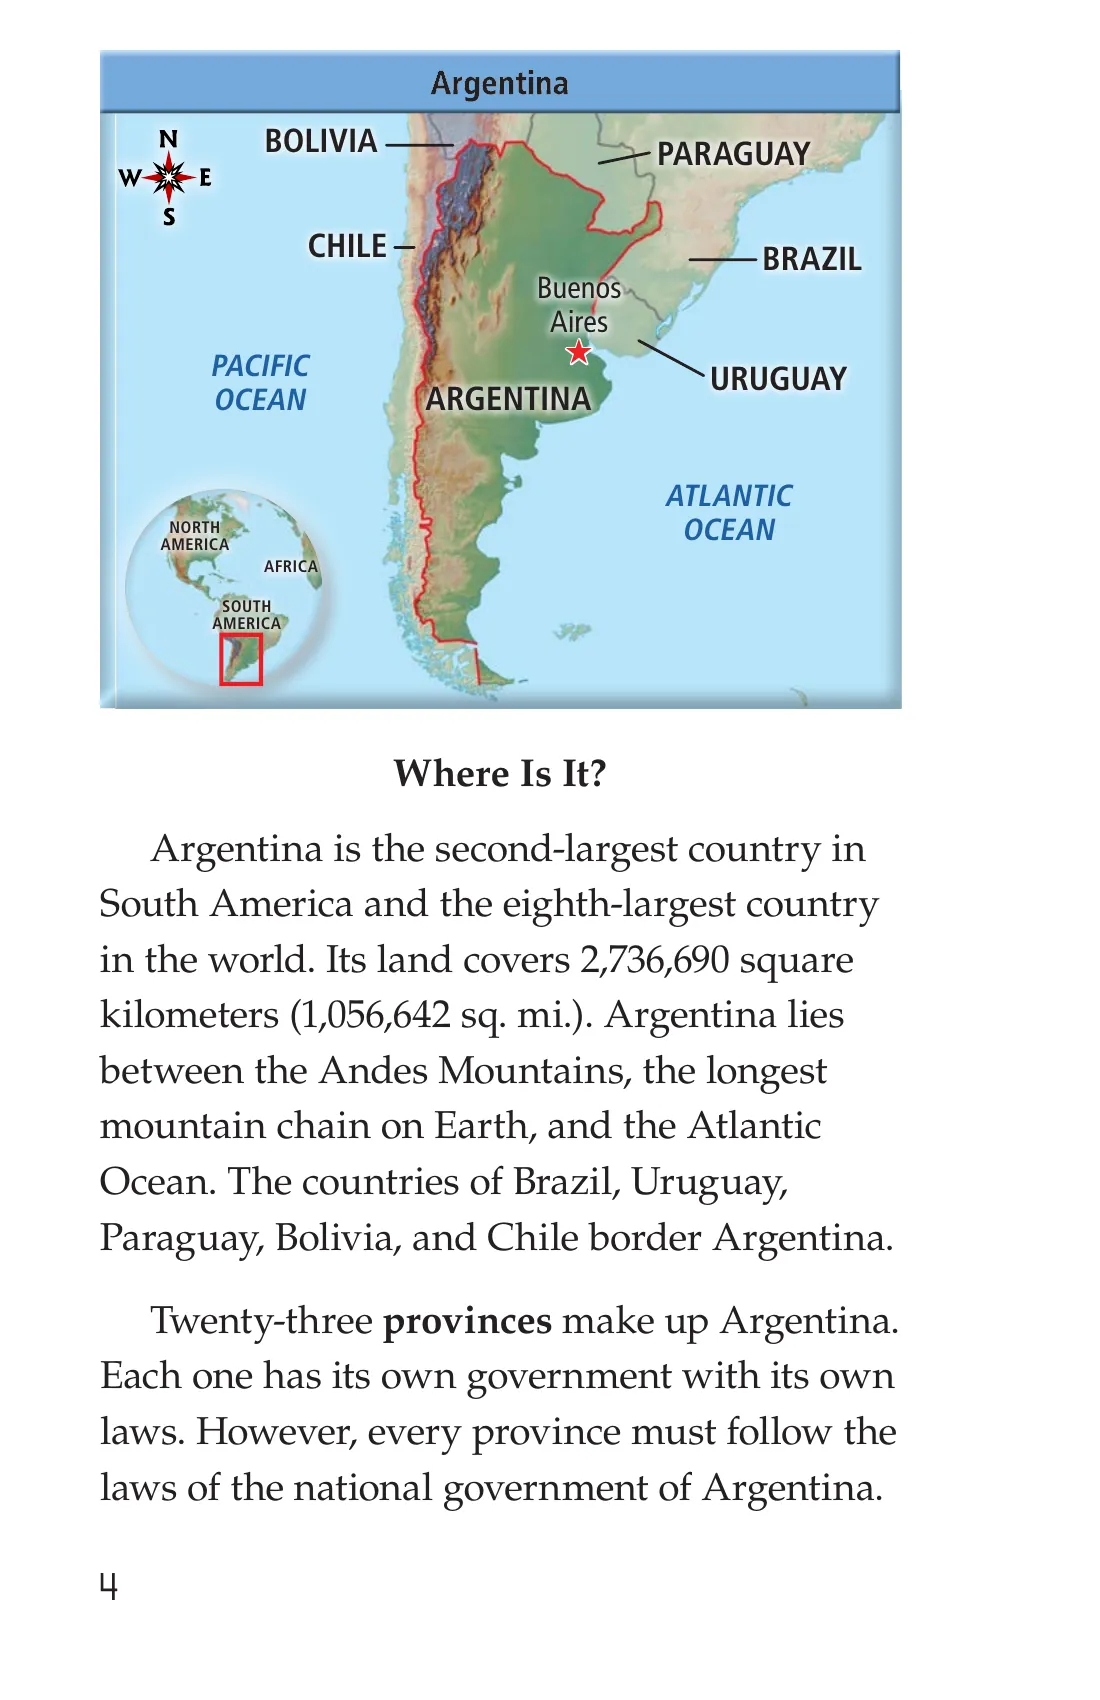 Argentina
N
W E
S
BOLIVIA
PARAGUAY
CHILE
BRAZIL
Buenos
Aires
PACIFIC
OCEAN
URUGUAY
ARGENTINA
ATLANTIC
OCEAN
NORTH
AMERICA
AFRICA
SOUTH
AMERICA
Where Is It?
Argentina is the second-largest country in
South America and the eighth-largest country
in the world. Its land covers 2,736,690 square
kilometers (1,056,642 sq. mi.). Argentina lies
between the Andes Mountains, the longest
mountain chain on Earth, and the Atlantic
Ocean. The countries of Brazil, Uruguay,
Paraguay, Bolivia, and Chile border Argentina.
Twenty-three provinces make up Argentina.
Each one has its own government with its own
laws. However, every province must follow the
laws of the national government of Argentina.
4